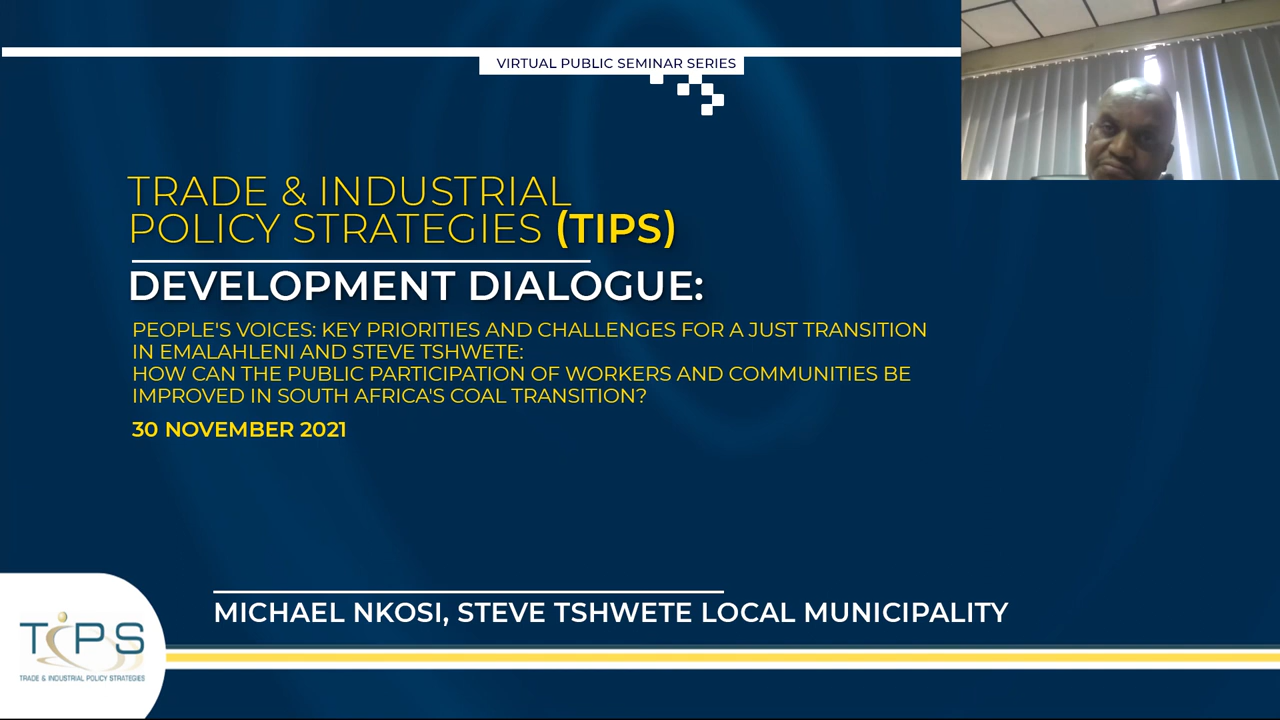 VIRTUAL PUBLIC SEMINAR SERIES
TRADE & INDUSTRIAL
POLICY STRATEGIES (TIPS)
DEVELOPMENT DIALOGUE:
PEOPLE'S VOICES: KEY PRIORITIES AND CHALLENGES FOR A JUST TRANSITION
IN EMALAHLENI AND STEVE TSHWETE:
HOW CAN THE PUBLIC PARTICIPATION OF WORKERS AND COMMUNITIES BE
IMPROVED IN SOUTH AFRICA'S COAL TRANSITION?
30 NOVEMBER 2021
MICHAEL NKOSI, STEVE TSHWETE LOCAL MUNICIPALITY
TIPS
TRADE & INDUSTRIAL POLICY STRATEGIES